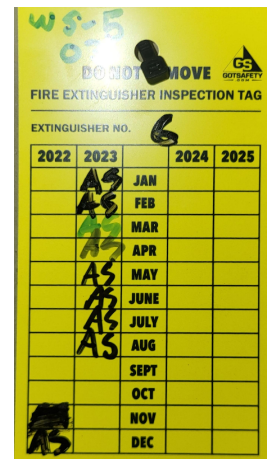 WS-5
DO NOT MOVE
GS
GOTSAFETY
FIRE EXTINGUISHER INSPECTION TAG
EXTINGUISHER NO. 6
2022 2023 2024 2025
AS JAN
AS FEB
AS MAR
AS APR
AS MAY
AS JUNE
AS JULY
AS AUG
SEPT
OCT
NOV
AS DEC